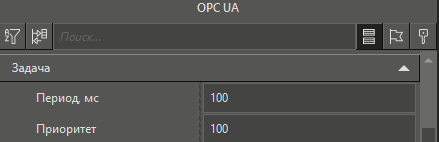 OPC UA
Поиск...
Задача
Период, мс 100
Приоритет 100